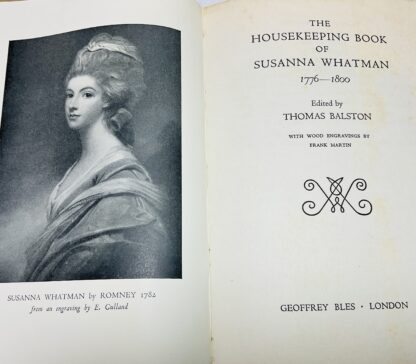 SUSANNA WHATMAN by ROMNEY 1782
from an engraving by E. Gulland
THE
HOUSEKEEPING BOOK
OF
SUSANNA WHATMAN
1776—1800
Edited by
THOMAS BALSTON
WITH WOOD ENGRAVINGS BY
FRANK MARTIN
GEOFFREY BLES · LONDON